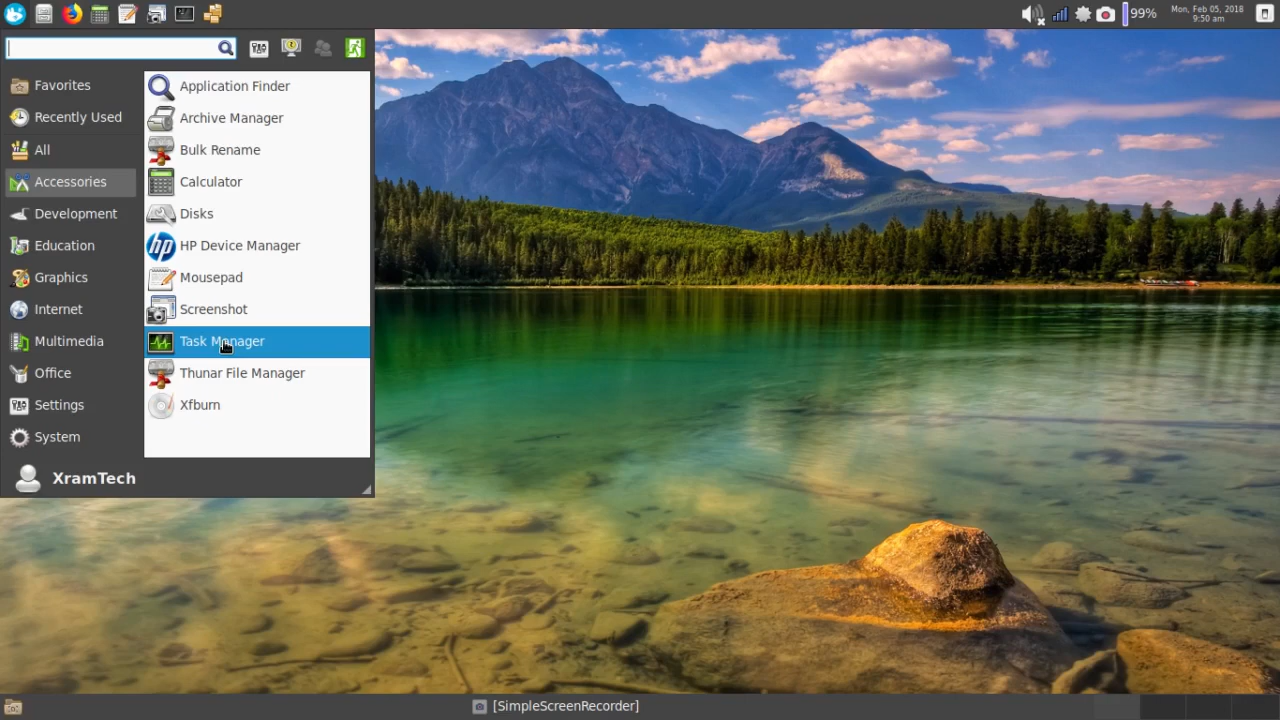 99%
Mon, Feb 05, 2018
9:50 am
Favorites
Recently Used
All
Accessories
Development
Education
Graphics
Internet
Multimedia
Office
Settings
System
Application Finder
Archive Manager
Bulk Rename
Calculator
Disks
hp HP Device Manager
Mousepad
Screenshot
Task Manager
Thunar File Manager
Xfburn
XramTech
[SimpleScreenRecorder]